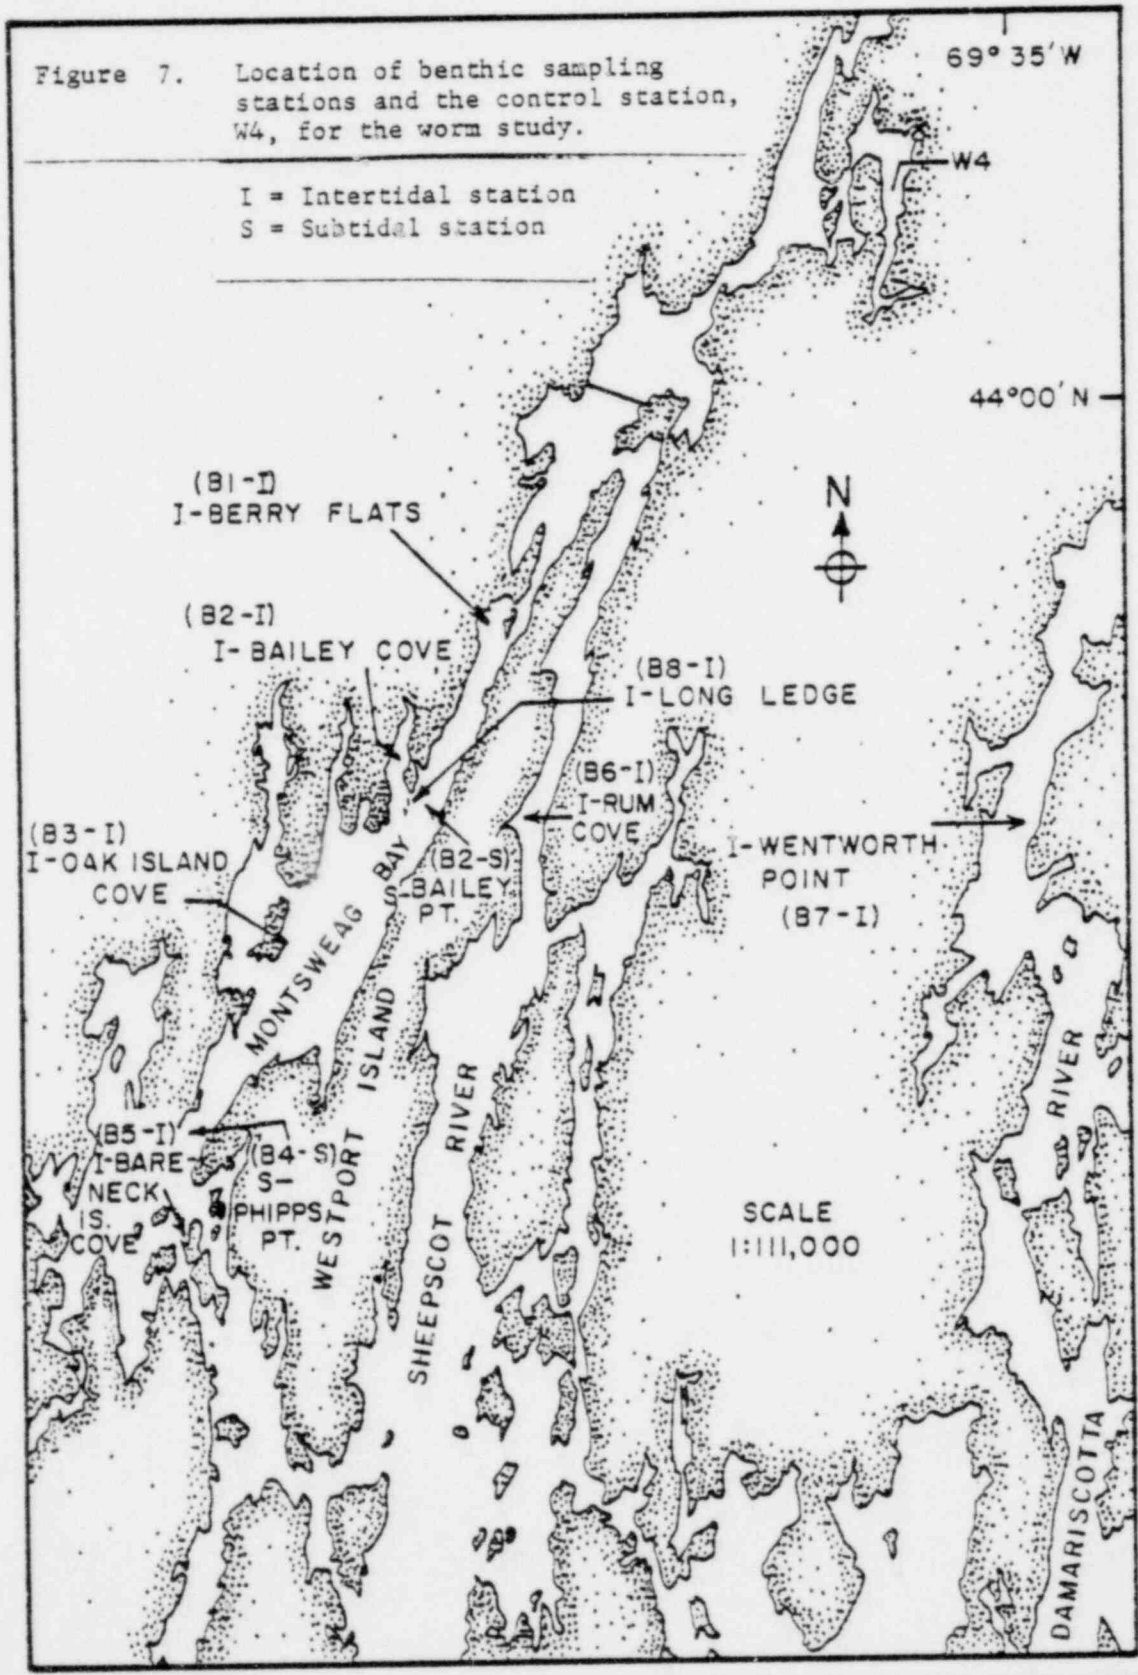 Figure 7. Location of benthic sampling
stations and the control station,
W4, for the worm study.
I = Intertidal station
S = Subtidal station
69° 35' W
W4
44°00' N
N
(B1-I)
I-BERRY FLATS
(B2-I)
I-BAILEY COVE
(B8-I)
I-LONG LEDGE
(B6-I)
I-RUM
COVE
(B3-I)
I-OAK ISLAND
COVE
(B2-S)
BAILEY
PT.
I-WENTWORTH
POINT
(B7-I)
MONTSWEAG BAY
WESTPORT ISLAND
SHEEPSCOT RIVER
(B5-I)
I-BARE
NECK
IS.
COVE
(B4-S)
S-
PHIPPS
PT.
SCALE
1:111,000
DAMARISCOTTA RIVER